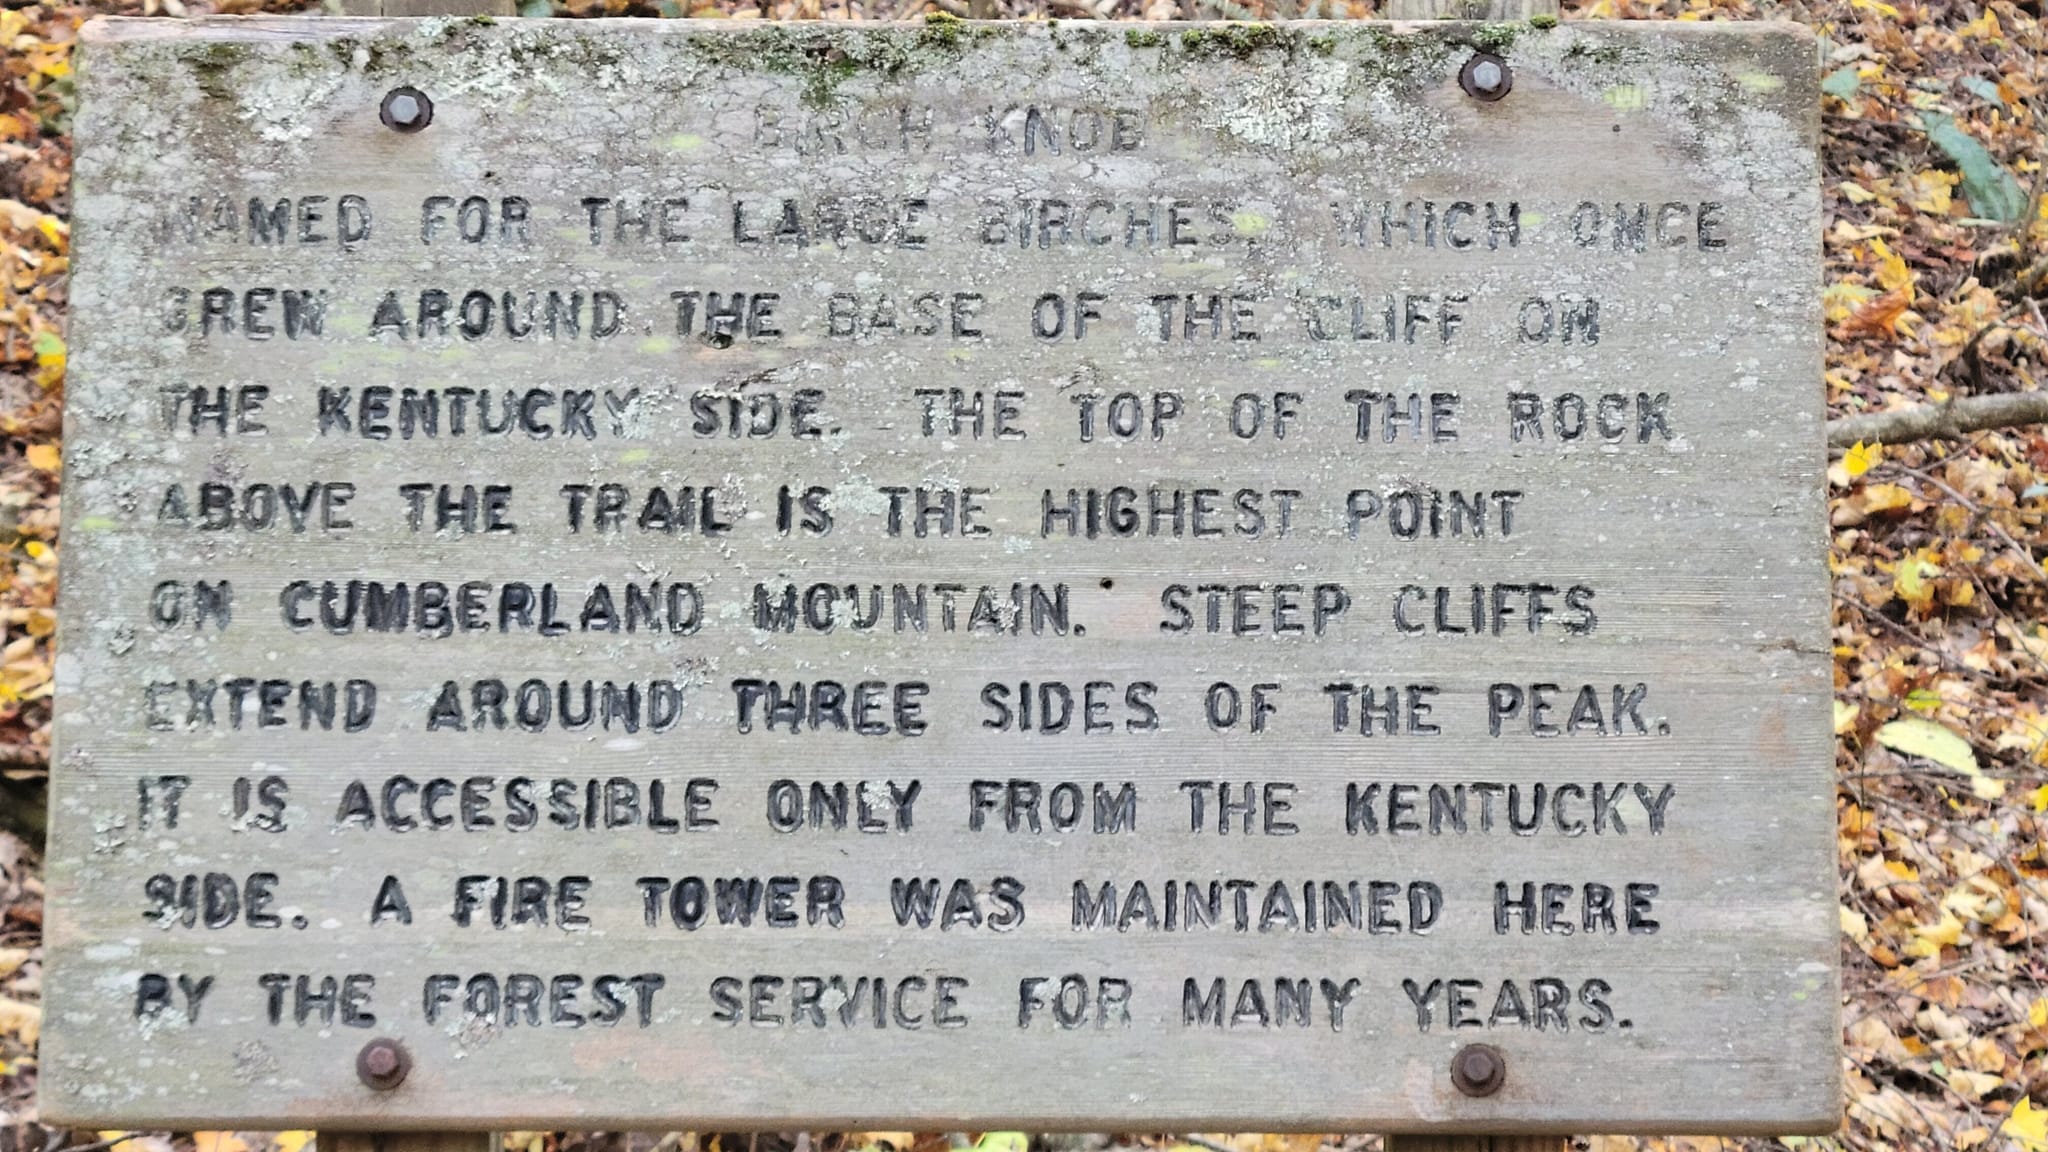 BIRCH KNOB
NAMED FOR THE LARGE BIRCHES, WHICH ONCE
GREW AROUND THE BASE OF THE CLIFF ON
THE KENTUCKY SIDE. THE TOP OF THE ROCK
ABOVE THE TRAIL IS THE HIGHEST POINT
ON CUMBERLAND MOUNTAIN. STEEP CLIFFS
EXTEND AROUND THREE SIDES OF THE PEAK.
IT IS ACCESSIBLE ONLY FROM THE KENTUCKY
SIDE. A FIRE TOWER WAS MAINTAINED HERE
BY THE FOREST SERVICE FOR MANY YEARS.